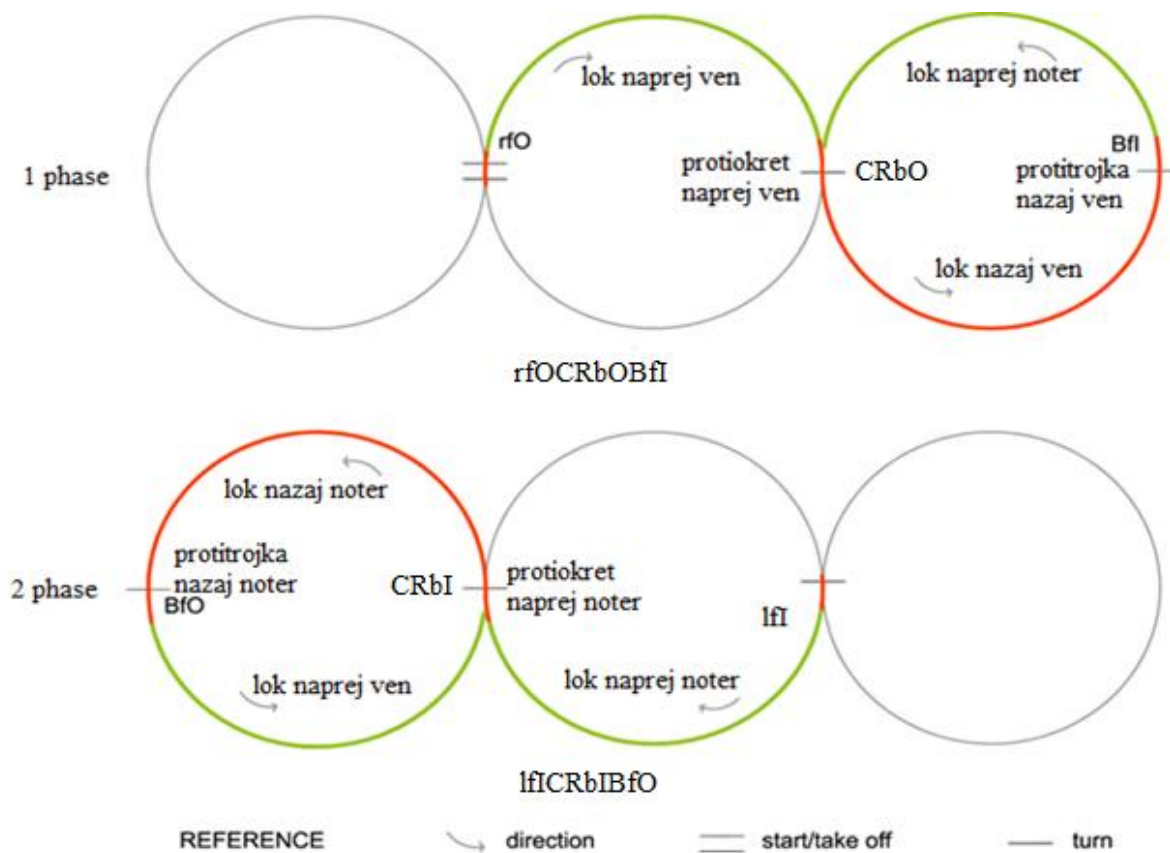 lok naprej ven
lok naprej noter
rfO
BfI
1 phase
protiokret
naprej ven
CRbO
protitrojka
nazaj ven
lok nazaj ven
rfOCRbOBfI
lok nazaj noter
2 phase
protitrojka
nazaj noter
BfO
CRbI
protiokret
naprej noter
lfI
lok naprej ven
lok naprej noter
lfICRbIBfO
REFERENCE direction start/take off turn